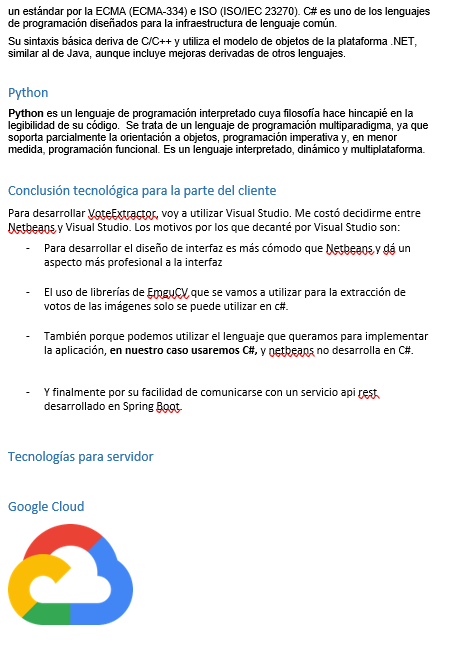 un estándar por la ECMA (ECMA-334) e ISO (ISO/IEC 23270). C# es uno de los lenguajes
de programación diseñados para la infraestructura de lenguaje común.
Su sintaxis básica deriva de C/C++ y utiliza el modelo de objetos de la plataforma .NET,
similar al de Java, aunque incluye mejoras derivadas de otros lenguajes.
Python
Python es un lenguaje de programación interpretado cuya filosofía hace hincapié en la
legibilidad de su código. Se trata de un lenguaje de programación multiparadigma, ya que
soporta parcialmente la orientación a objetos, programación imperativa y, en menor
medida, programación funcional. Es un lenguaje interpretado, dinámico y multiplataforma.
Conclusión tecnológica para la parte del cliente
Para desarrollar VoteExtractor, voy a utilizar Visual Studio. Me costó decidirme entre
Netbeans y Visual Studio. Los motivos por los que decanté por Visual Studio son:
- Para desarrollar el diseño de interfaz es más cómodo que Netbeans y dá un
aspecto más profesional a la interfaz
- El uso de librerías de EmguCV que se vamos a utilizar para la extracción de
votos de las imágenes solo se puede utilizar en c#.
- También porque podemos utilizar el lenguaje que queramos para implementar
la aplicación, en nuestro caso usaremos C#, y netbeans no desarrolla en C#.
- Y finalmente por su facilidad de comunicarse con un servicio api rest
desarrollado en Spring Boot.
Tecnologías para servidor
Google Cloud